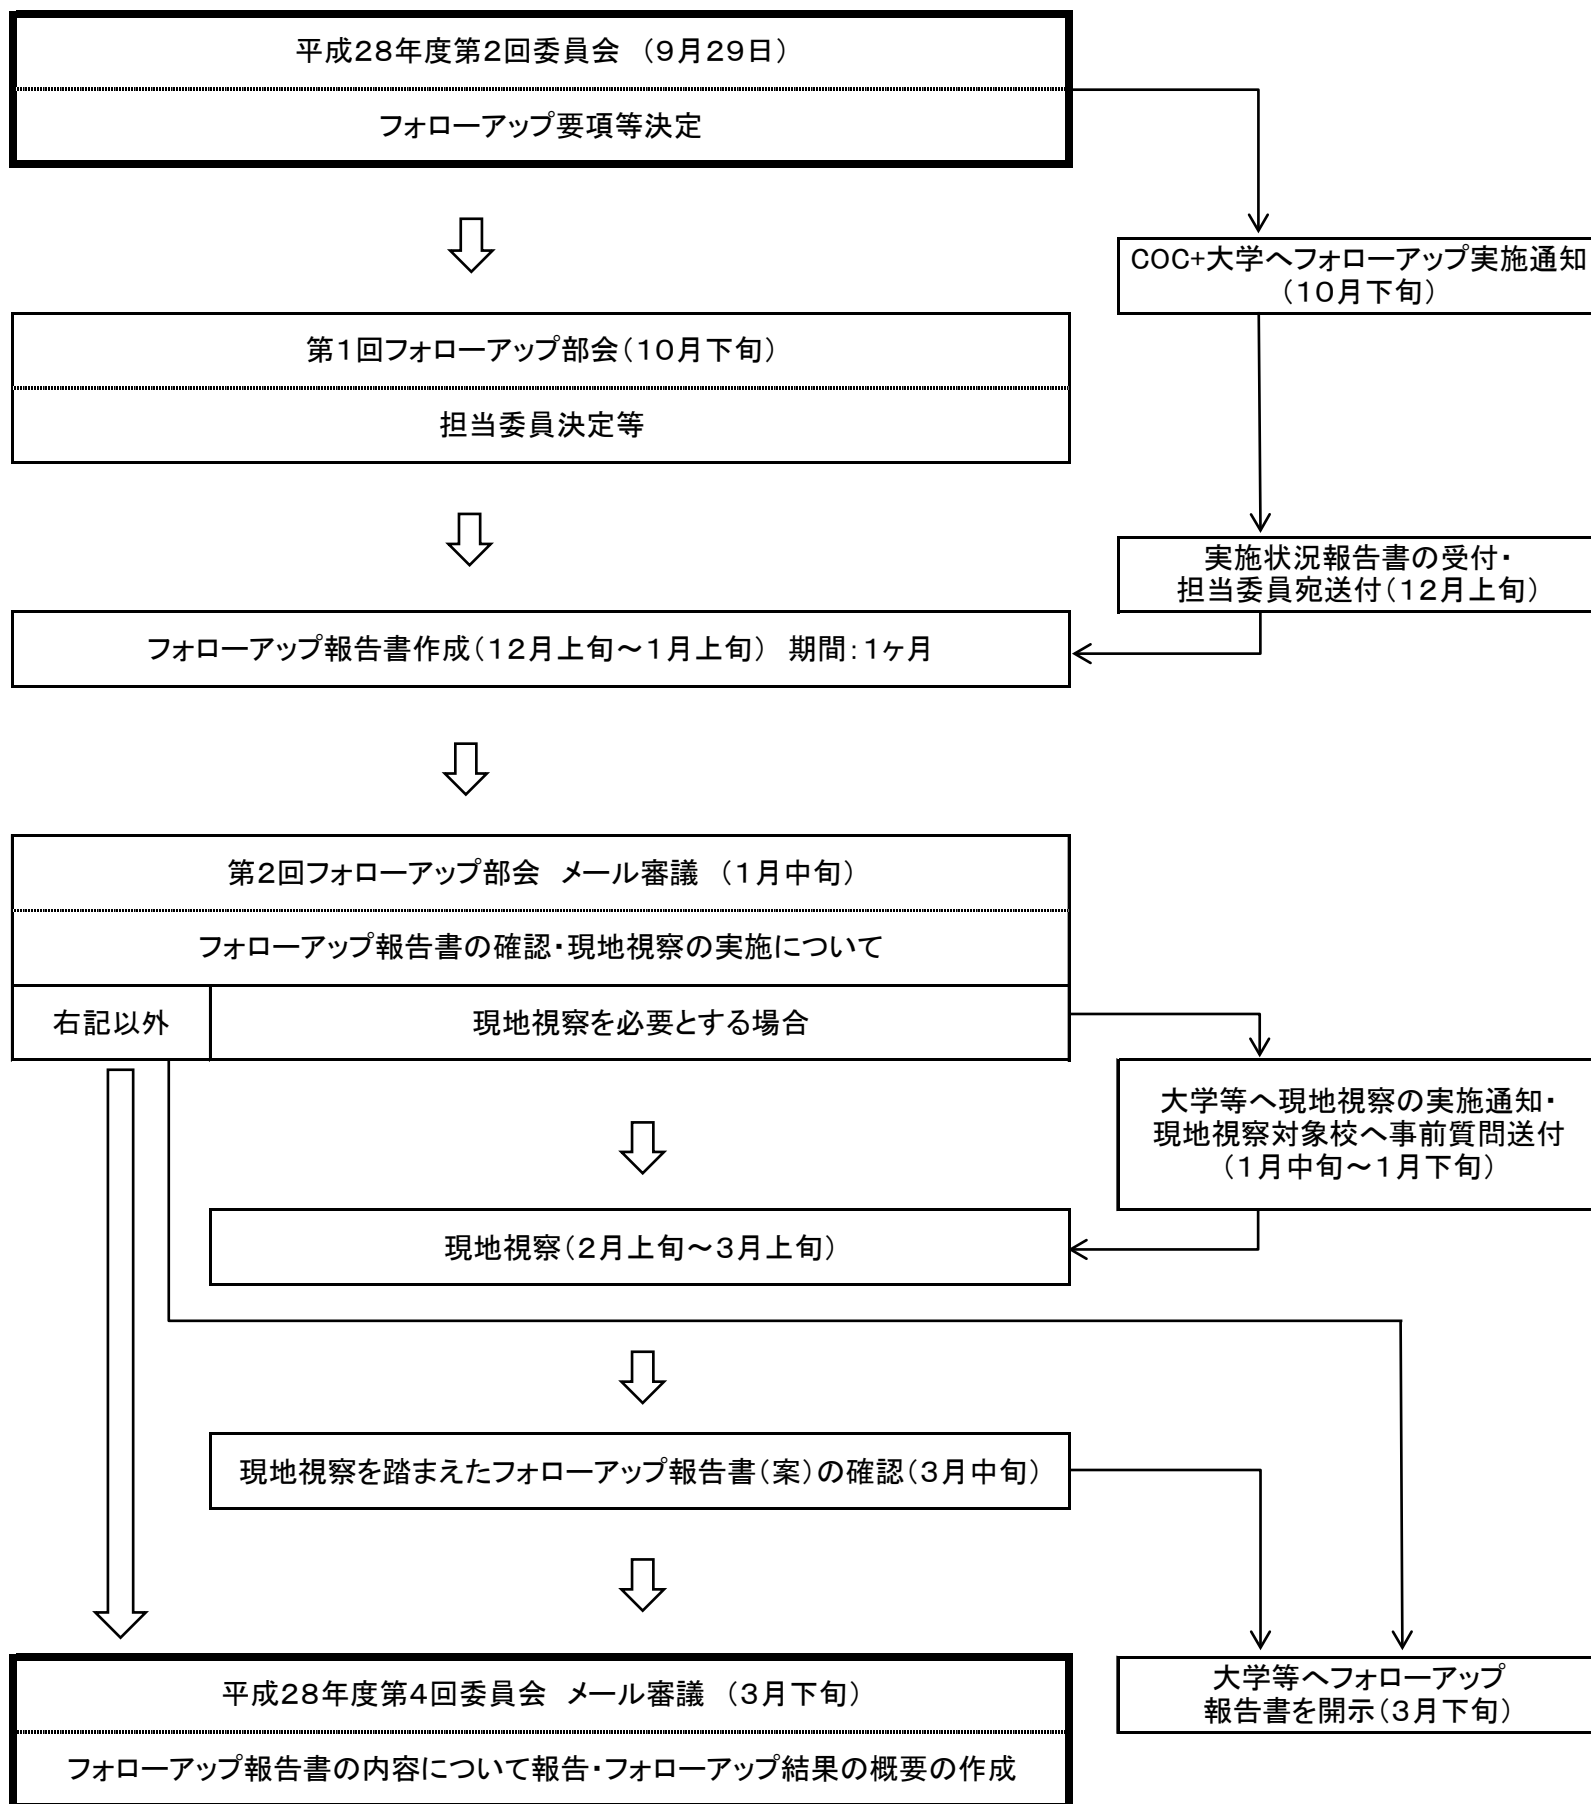 平成28年度第2回委員会　（9月29日）
フォローアップ要項等決定
COC+大学へフォローアップ実施通知
（10月下旬）
第1回フォローアップ部会（10月下旬）
担当委員決定等
実施状況報告書の受付・
担当委員宛送付（12月上旬）
フォローアップ報告書作成（12月上旬～1月上旬）　期間：1ヶ月
第2回フォローアップ部会　メール審議　（1月中旬）
フォローアップ報告書の確認・現地視察の実施について
右記以外
現地視察を必要とする場合
大学等へ現地視察の実施通知・
現地視察対象校へ事前質問送付
（1月中旬～1月下旬）
現地視察（2月上旬～3月上旬）
現地視察を踏まえたフォローアップ報告書（案）の確認（3月中旬）
平成28年度第4回委員会　メール審議　（3月下旬）
フォローアップ報告書の内容について報告・フォローアップ結果の概要の作成
大学等へフォローアップ
報告書を開示（3月下旬）